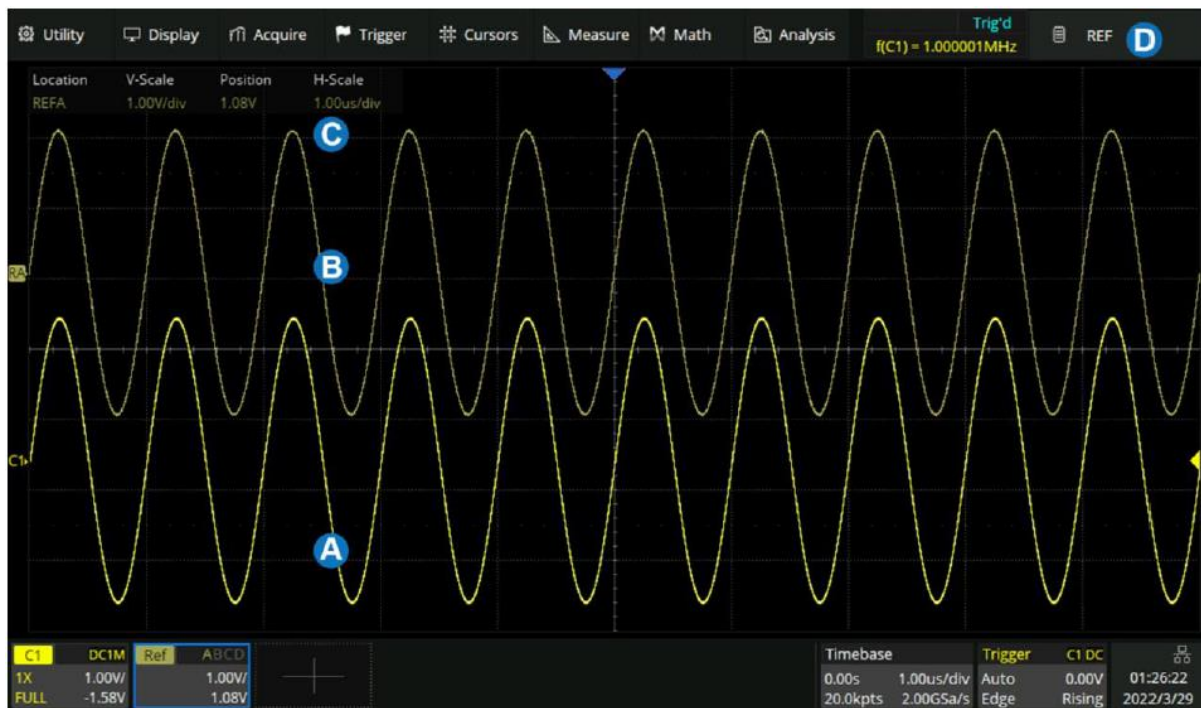 Utility Display Acquire Trigger Cursors Measure Math Analysis
Trig'd
f(C1) = 1.000001MHz
REF D
Location V-Scale Position H-Scale
REFA 1.00V/div 1.08V 1.00us/div
C
B
RA
C1
A
C1 DC1M
1X 1.00V/
FULL -1.58V
Ref ABCD
1.00V/
1.08V
Timebase
0.00s 1.00us/div
20.0kpts 2.00GSa/s
Trigger C1 DC
Auto 0.00V
Edge Rising
01:26:22
2022/3/29